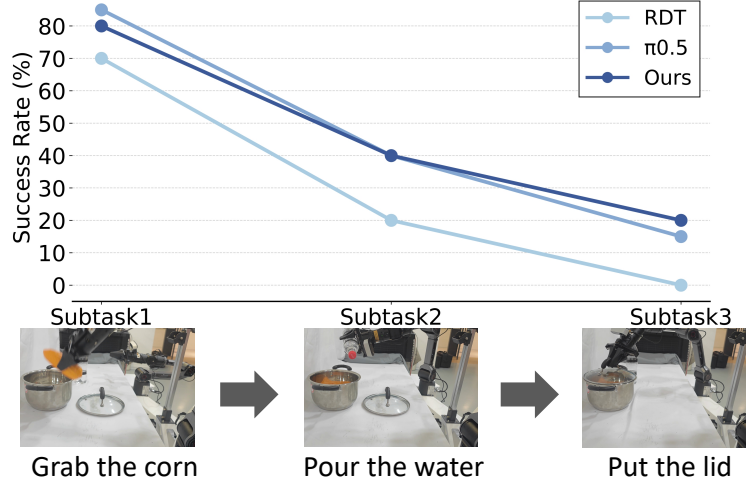 RDT
π0.5
Ours
Success Rate (%)
80
70
60
50
40
30
20
10
0
Subtask1
Subtask2
Subtask3
Grab the corn
Pour the water
Put the lid